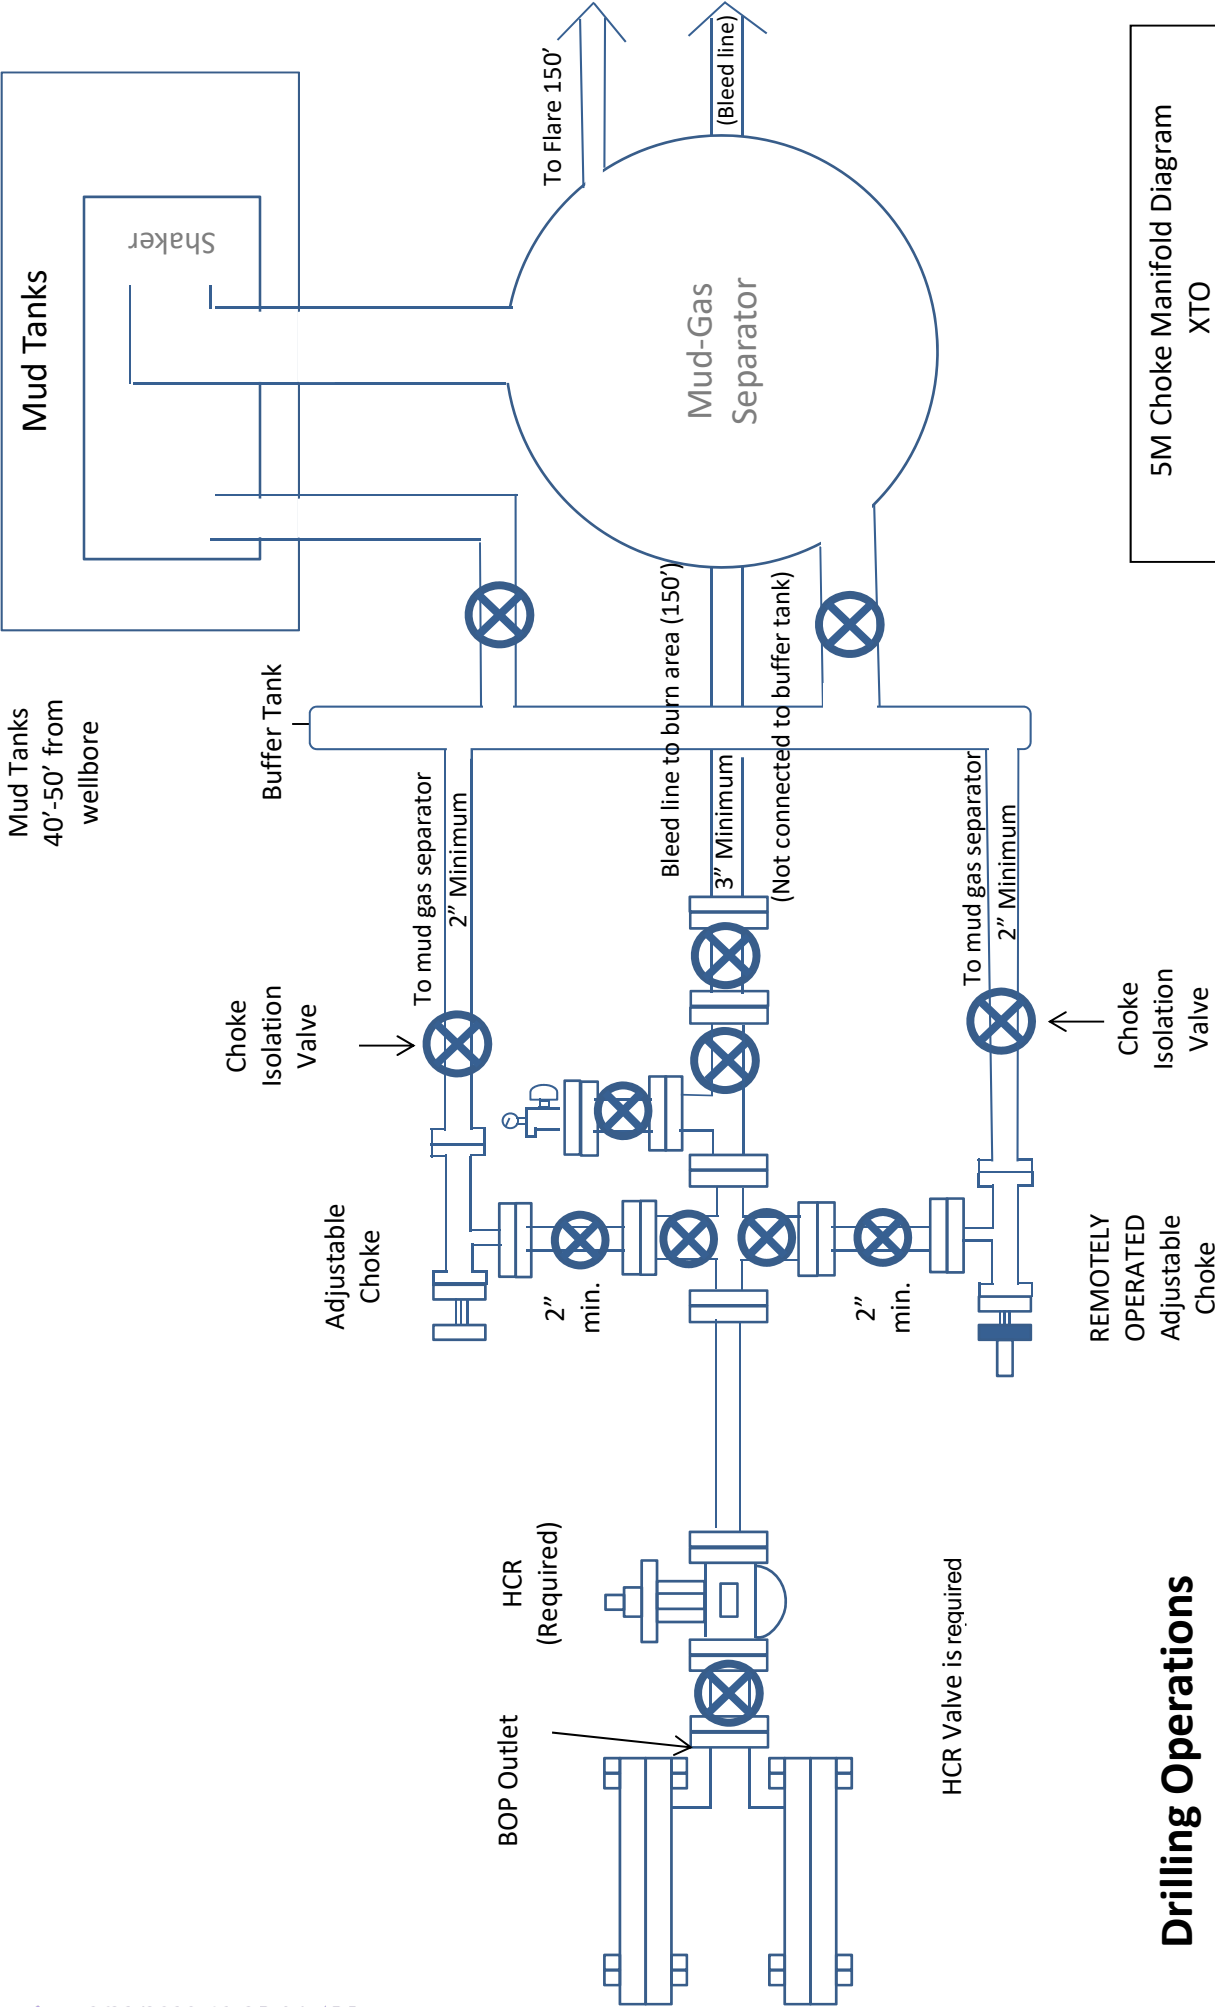 Mud Tanks
40’-50’ from
wellbore
Mud Tanks
Shaker
Buffer Tank
Choke
Isolation
Valve
Adjustable
Choke
To mud gas separator
2” Minimum
To Flare 150’
(Bleed line)
Mud-Gas
Separator
Bleed line to burn area (150’)
3” Minimum
(Not connected to buffer tank)
HCR
(Required)
BOP Outlet
2”
min.
2”
min.
To mud gas separator
2” Minimum
HCR Valve is required
REMOTELY
OPERATED
Adjustable
Choke
Choke
Isolation
Valve
Drilling Operations
5M Choke Manifold Diagram
XTO